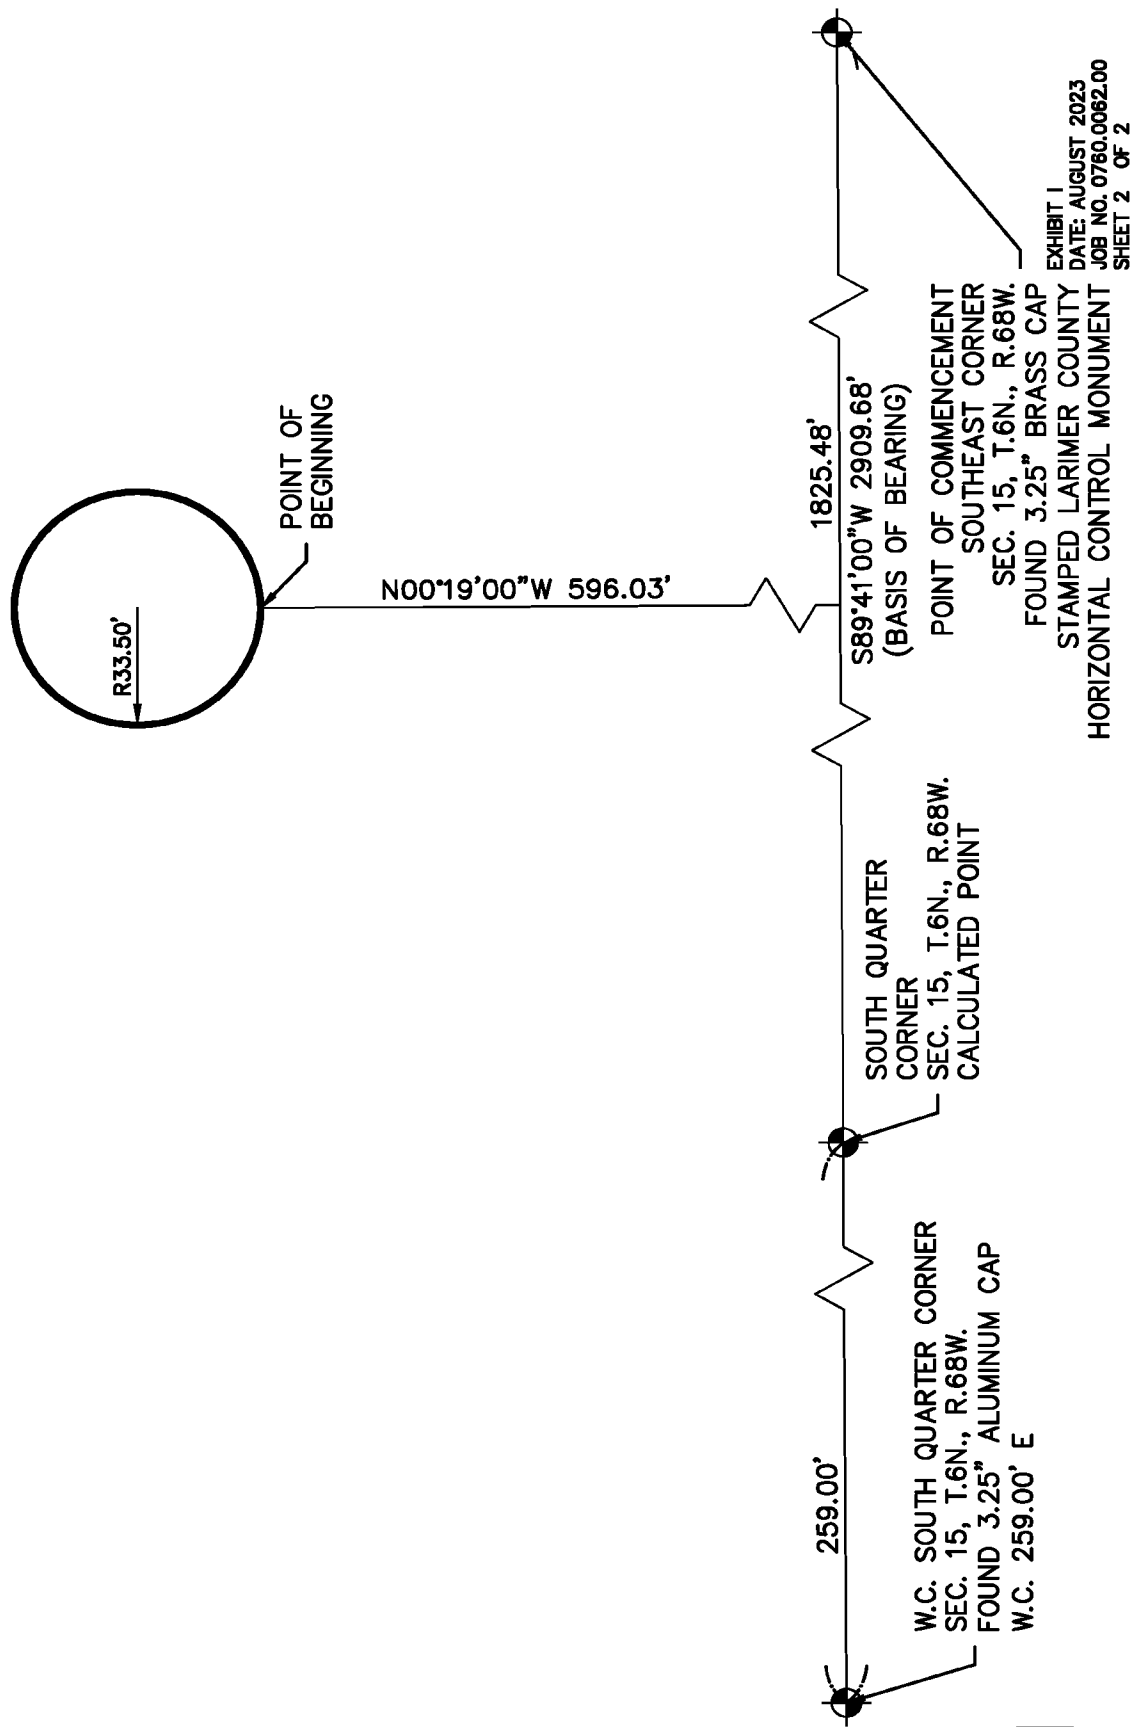 R33.50'
POINT OF
BEGINNING
N00°19'00"W 596.03'
1825.48'
S89°41'00"W 2909.68'
(BASIS OF BEARING)
POINT OF COMMENCEMENT
SOUTHEAST CORNER
SEC. 15, T.6N., R.68W.
FOUND 3.25" BRASS CAP
STAMPED LARIMER COUNTY
HORIZONTAL CONTROL MONUMENT
SOUTH QUARTER
CORNER
SEC. 15, T.6N., R.68W.
CALCULATED POINT
259.00'
W.C. SOUTH QUARTER CORNER
SEC. 15, T.6N., R.68W.
FOUND 3.25" ALUMINUM CAP
W.C. 259.00' E
EXHIBIT 1
DATE: AUGUST 2023
JOB NO. 0760.0062.00
SHEET 2 OF 2